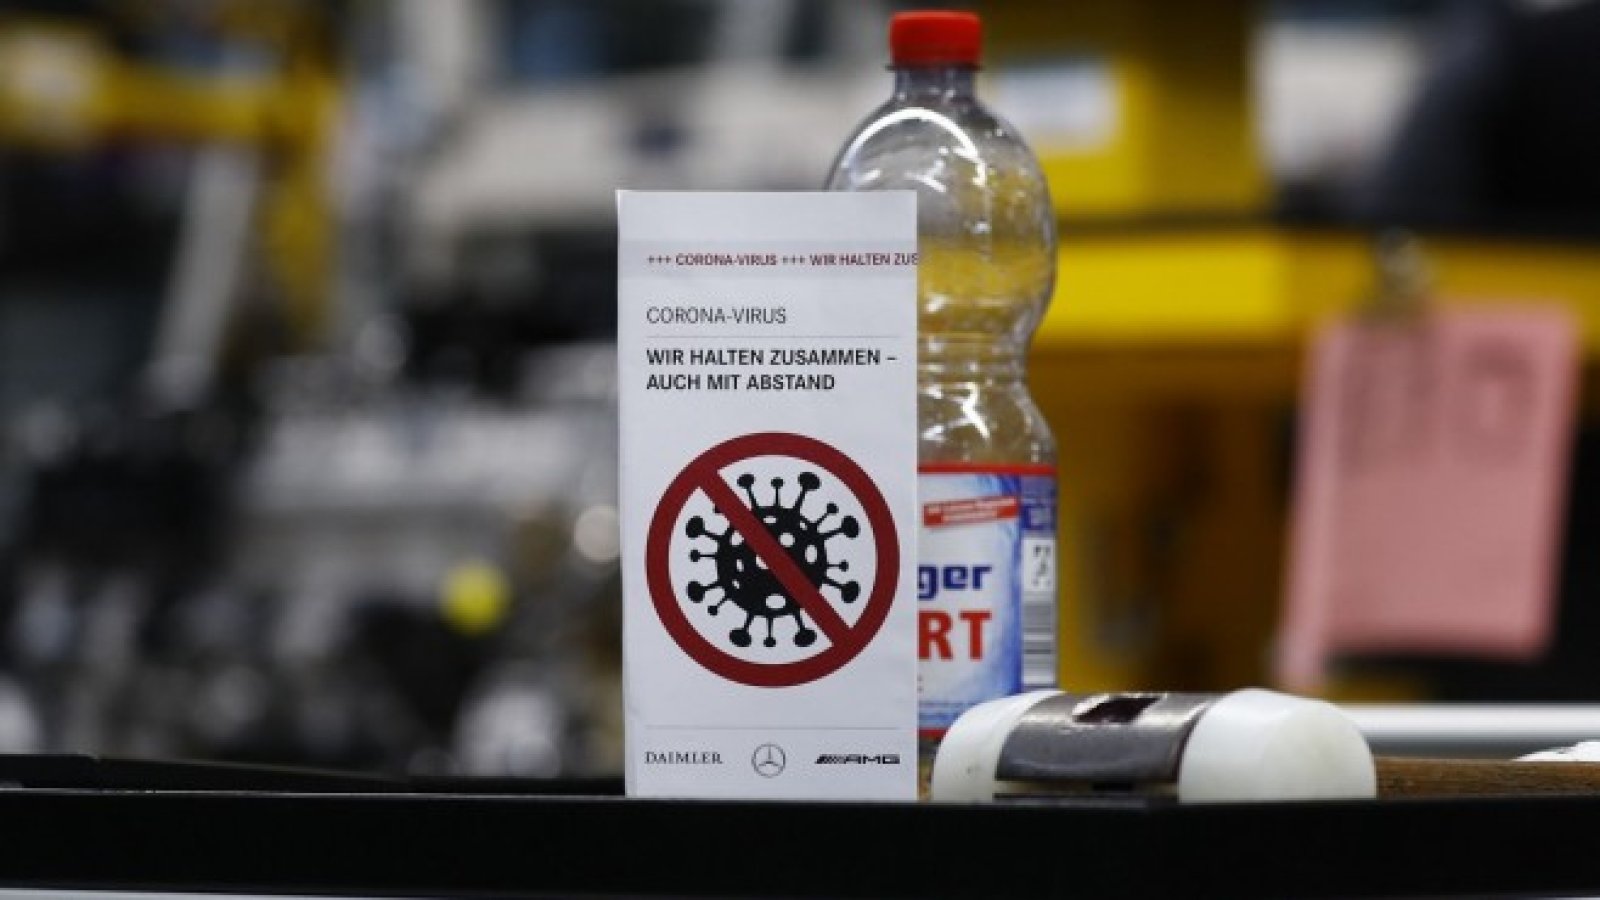 +++ CORONA-VIRUS +++ WIR HALTEN ZUS
CORONA-VIRUS
WIR HALTEN ZUSAMMEN –
AUCH MIT ABSTAND
DAIMLER
AMG
ger
RT